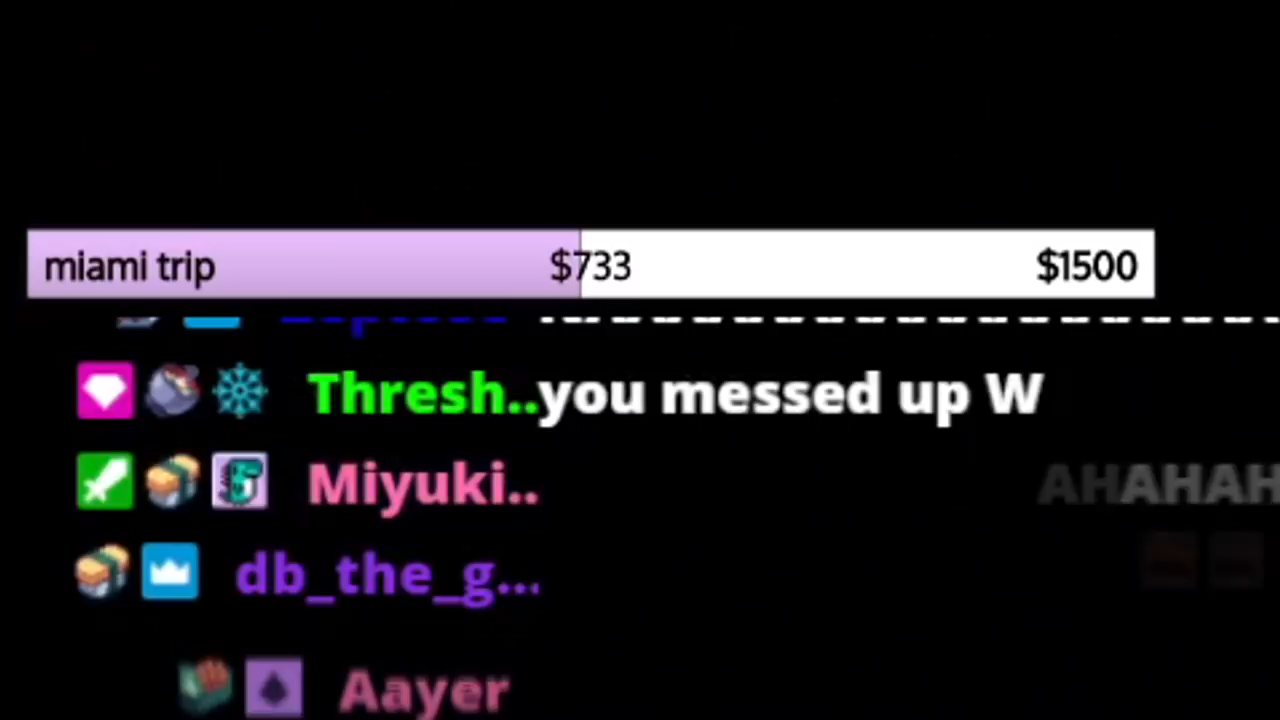 miami trip $733 $1500
Thresh..you messed up W
Miyuki.. AHAHAH
db_the_g...
Aayer